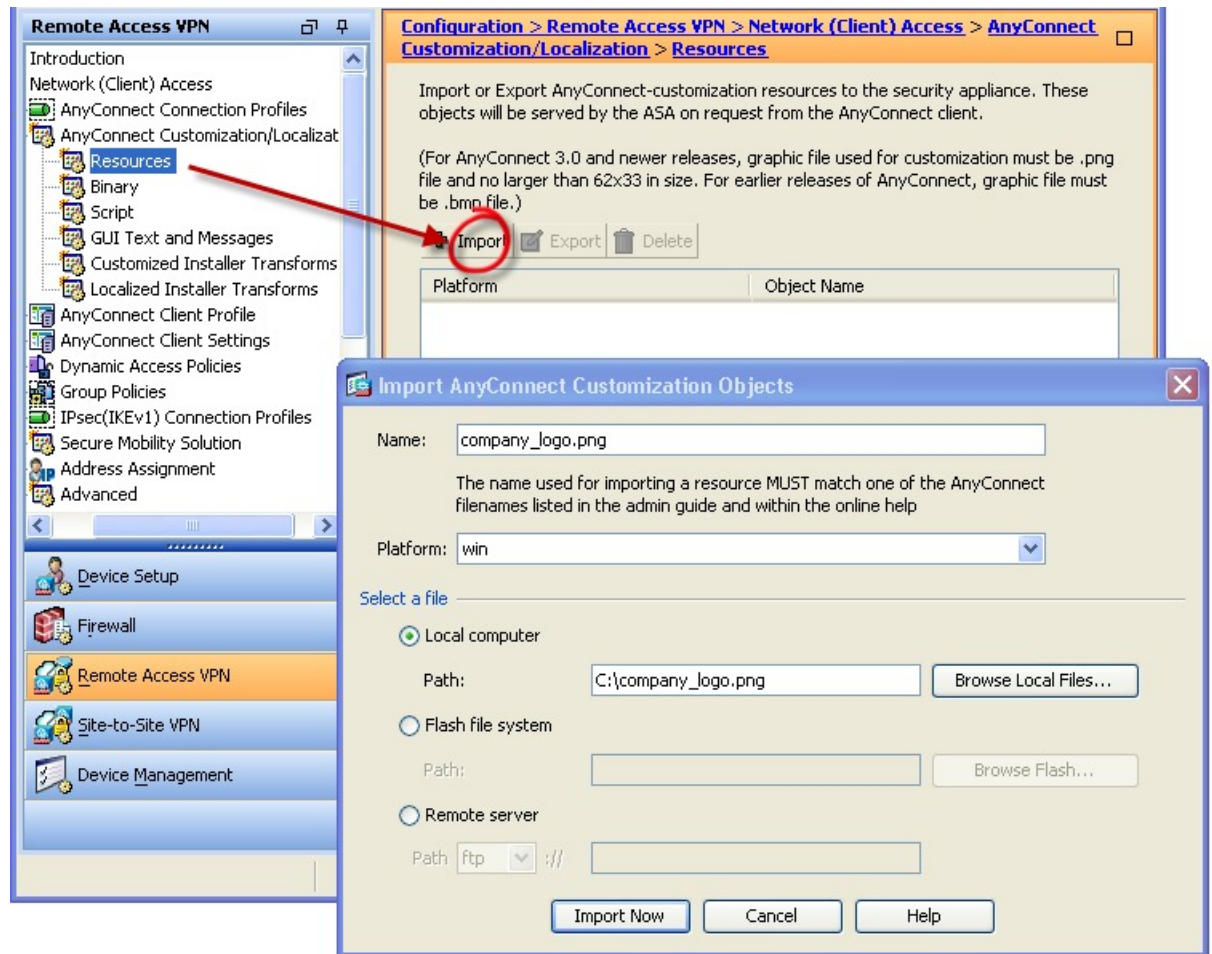 Remote Access VPN
Introduction
Network (Client) Access
AnyConnect Connection Profiles
AnyConnect Customization/Localizat
Resources
Binary
Script
GUI Text and Messages
Customized Installer Transforms
Localized Installer Transforms
AnyConnect Client Profile
AnyConnect Client Settings
Dynamic Access Policies
Group Policies
IPsec(IKEv1) Connection Profiles
Secure Mobility Solution
Address Assignment
Advanced
Device Setup
Firewall
Remote Access VPN
Site-to-Site VPN
Device Management
Configuration > Remote Access VPN > Network (Client) Access > AnyConnect
Customization/Localization > Resources
Import or Export AnyConnect-customization resources to the security appliance. These
objects will be served by the ASA on request from the AnyConnect client.
(For AnyConnect 3.0 and newer releases, graphic file used for customization must be .png
file and no larger than 62x33 in size. For earlier releases of AnyConnect, graphic file must
be .bmp file.)
Import Export Delete
Platform Object Name
Import AnyConnect Customization Objects
Name: company_logo.png
The name used for importing a resource MUST match one of the AnyConnect
filenames listed in the admin guide and within the online help
Platform: win
Select a file
Local computer
Path: C:\company_logo.png Browse Local Files...
Flash file system
Path: Browse Flash...
Remote server
Path ftp ://
Import Now Cancel Help